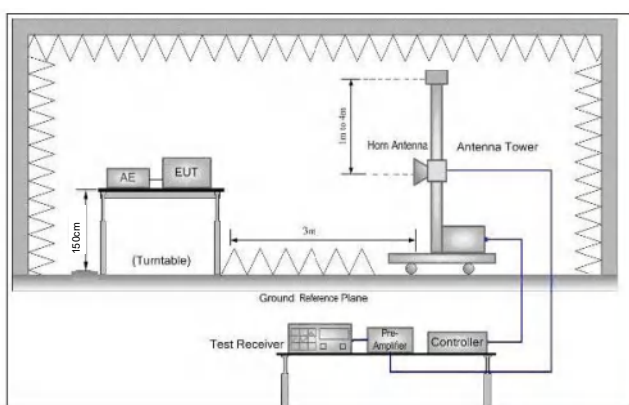 1m to 4m
Horn Antenna
Antenna Tower
AE
EUT
150cm
3m
(Turntable)
Ground Reference Plane
Test Receiver
Pre-
Amplifier
Controller